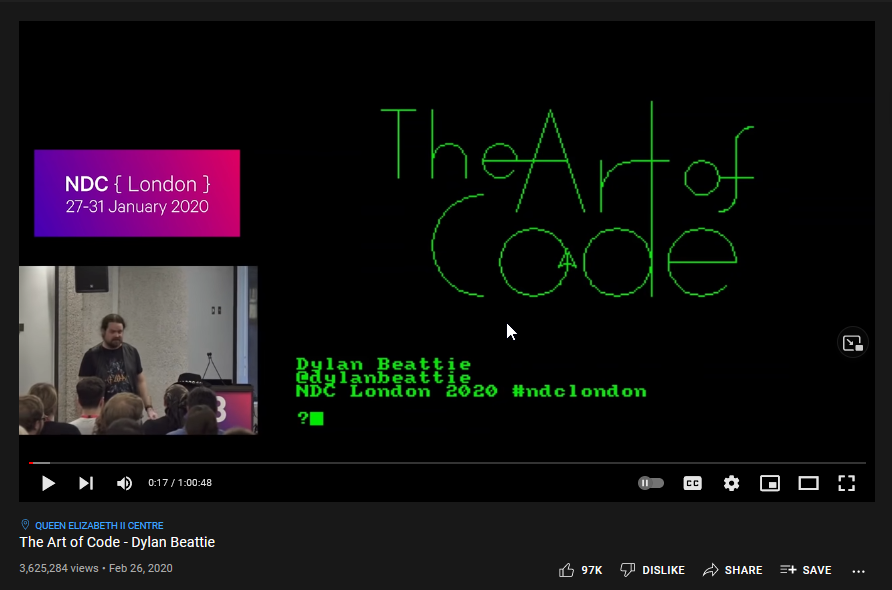 The Art of
Code
NDC { London }
27-31 January 2020
Dylan Beattie
@dylanbeattie
NDC London 2020 #ndclondon
?
3
0:17 / 1:00:48
CC
QUEEN ELIZABETH II CENTRE
The Art of Code - Dylan Beattie
3,625,284 views • Feb 26, 2020
97K DISLIKE SHARE SAVE